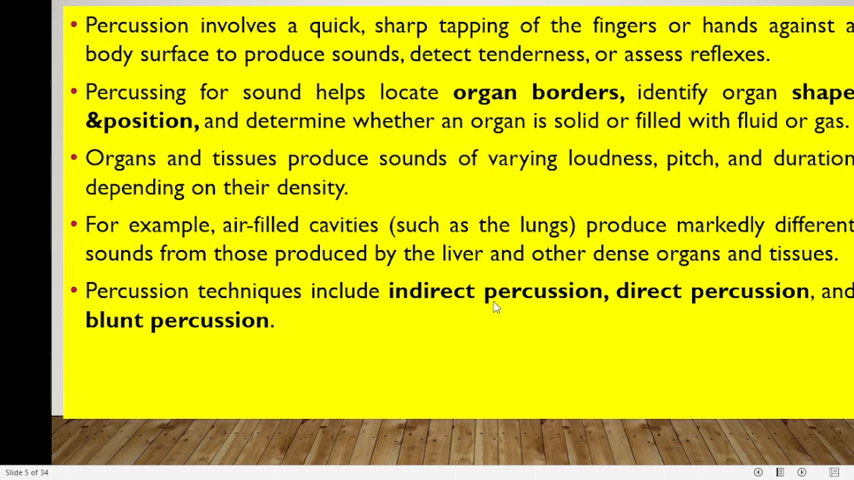 • Percussion involves a quick, sharp tapping of the fingers or hands against a
body surface to produce sounds, detect tenderness, or assess reflexes.
• Percussing for sound helps locate organ borders, identify organ shape
&position, and determine whether an organ is solid or filled with fluid or gas.
• Organs and tissues produce sounds of varying loudness, pitch, and duration
depending on their density.
• For example, air-filled cavities (such as the lungs) produce markedly different
sounds from those produced by the liver and other dense organs and tissues.
• Percussion techniques include indirect percussion, direct percussion, and
blunt percussion.
Slide 5 of 34